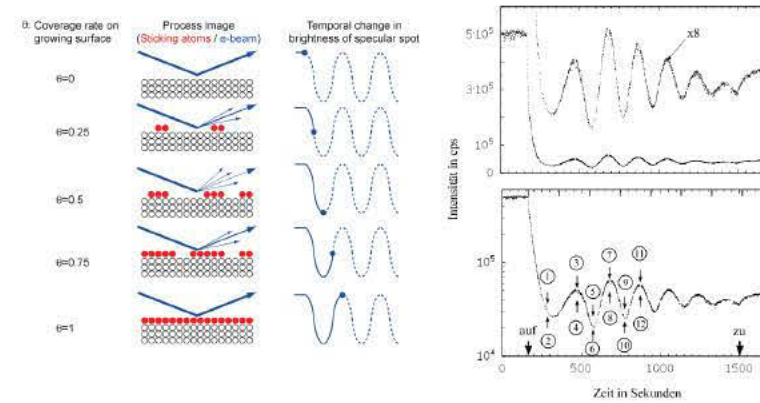 θ: Coverage rate on growing surface
Process image
(Sticking atoms / e-beam)
Temporal change in brightness of specular spot
θ=0
θ=0.25
θ=0.5
θ=0.75
θ=1
x8
5·10⁵
3·10⁵
10⁵
0
Intensität in cps
10⁵
10⁴
1
2
3
4
5
6
7
8
9
10
11
12
auf
zu
0
500
1000
1500
Zeit in Sekunden